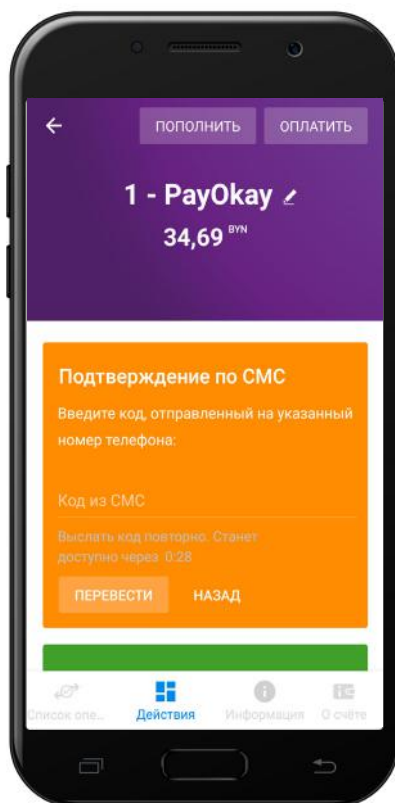 ПОПОЛНИТЬ ОПЛАТИТЬ
1 - PayOkay
34,69 BYN
Подтверждение по СМС
Введите код, отправленный на указанный
номер телефона:
Код из СМС
Выслать код повторно. Станет
доступно через 0:28
ПЕРЕВЕСТИ НАЗАД
Список опе... Действия Информация О счёте